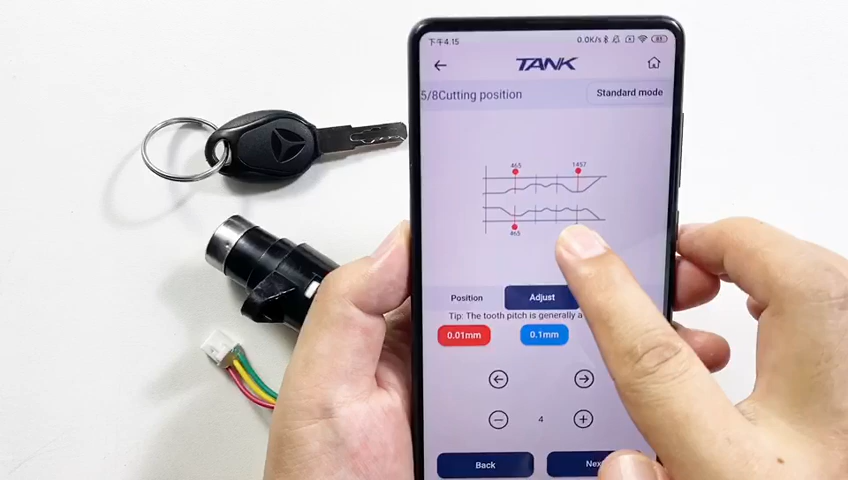 下午4:15
0.0K/s
TANK
5/8Cutting position
Standard mode
465
1457
465
Position
Adjust
Tip: The tooth pitch is generally a
0.01mm
0.1mm
4
Back
Nex